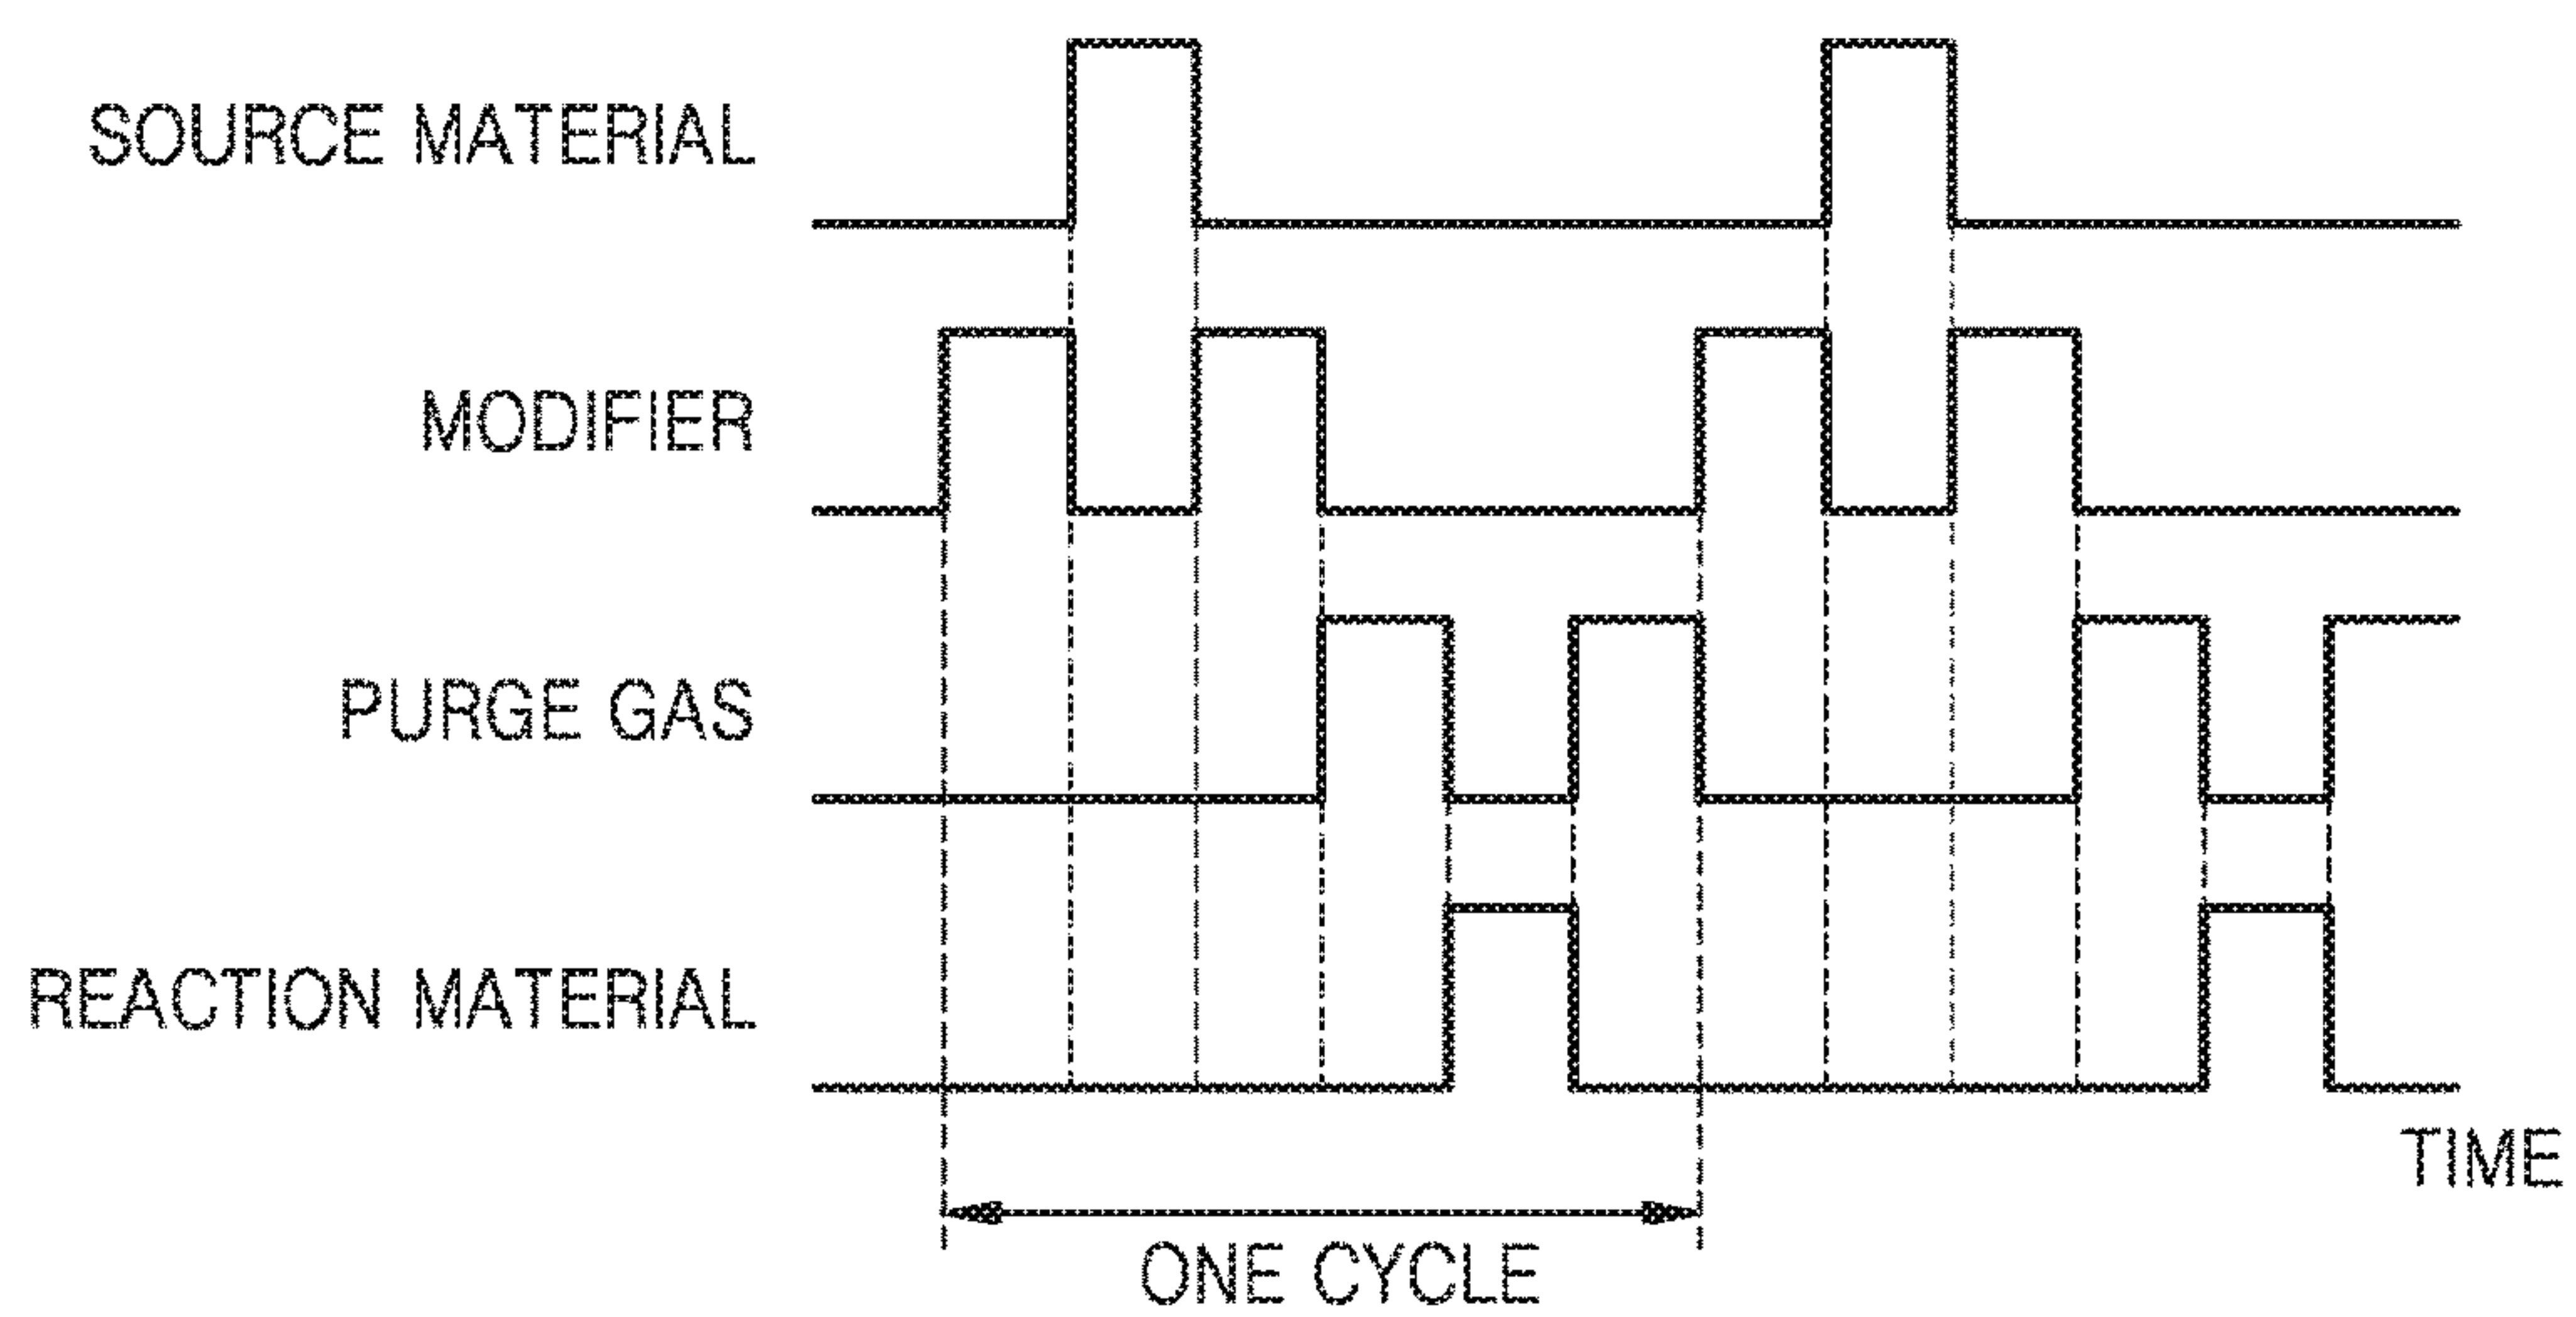 SOURCE MATERIAL
MODIFIER
PURGE GAS
REACTION MATERIAL
TIME
ONE CYCLE